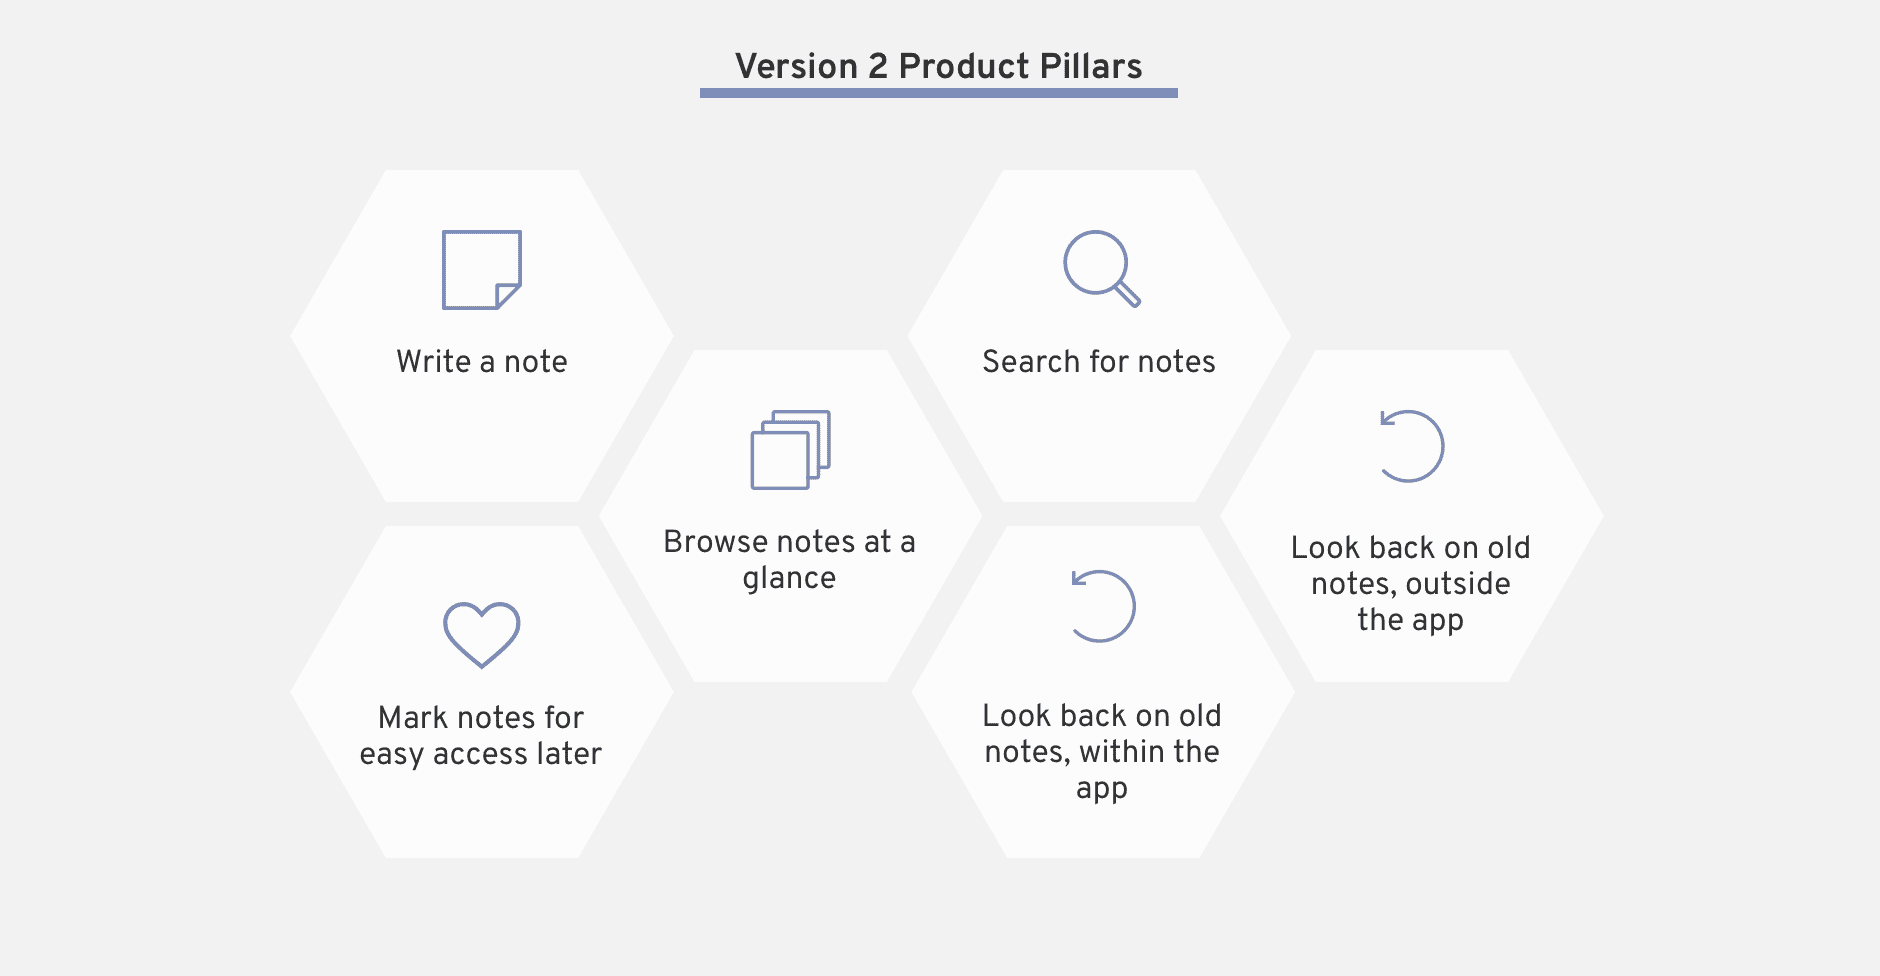 Version 2 Product Pillars
Write a note
Search for notes
Browse notes at a
glance
Look back on old
notes, outside
the app
Mark notes for
easy access later
Look back on old
notes, within the
app